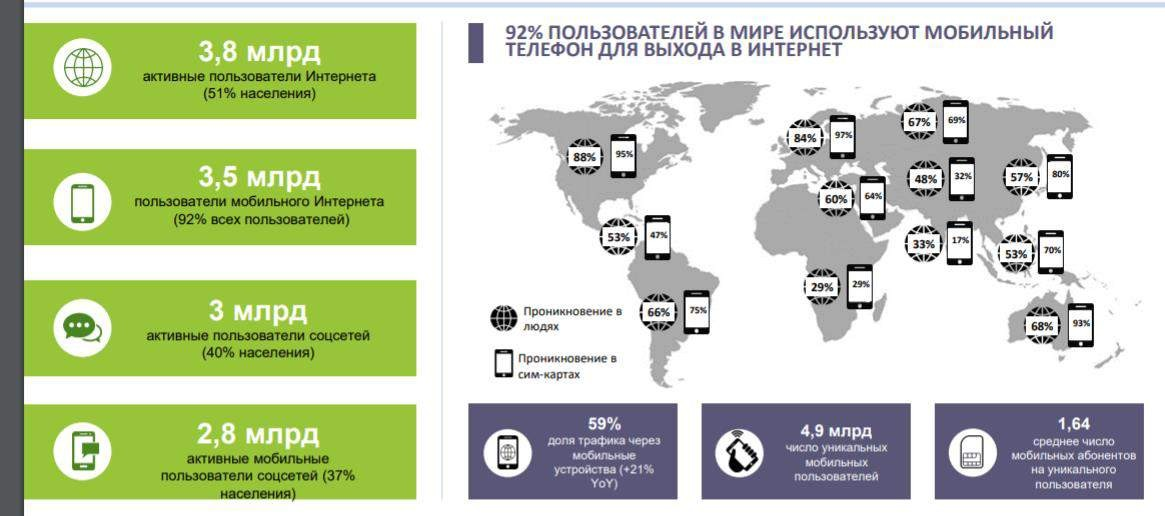 3,8 млрд
активные пользователи Интернета
(51% населения)
3,5 млрд
пользователи мобильного Интернета
(92% всех пользователей)
3 млрд
активные пользователи соцсетей
(40% населения)
2,8 млрд
активные мобильные
пользователи соцсетей (37%
населения)
92% ПОЛЬЗОВАТЕЛЕЙ В МИРЕ ИСПОЛЬЗУЮТ МОБИЛЬНЫЙ
ТЕЛЕФОН ДЛЯ ВЫХОДА В ИНТЕРНЕТ
67% 69%
84% 97%
88% 95%
48% 32%
57% 80%
60% 64%
53% 47%
33% 17%
53% 70%
29% 29%
66% 75%
68% 93%
Проникновение в
людях
Проникновение в
сим-картах
59%
доля трафика через
мобильные
устройства (+21%
YoY)
4,9 млрд
число уникальных
мобильных
пользователей
1,64
среднее число
мобильных абонентов
на уникального
пользователя